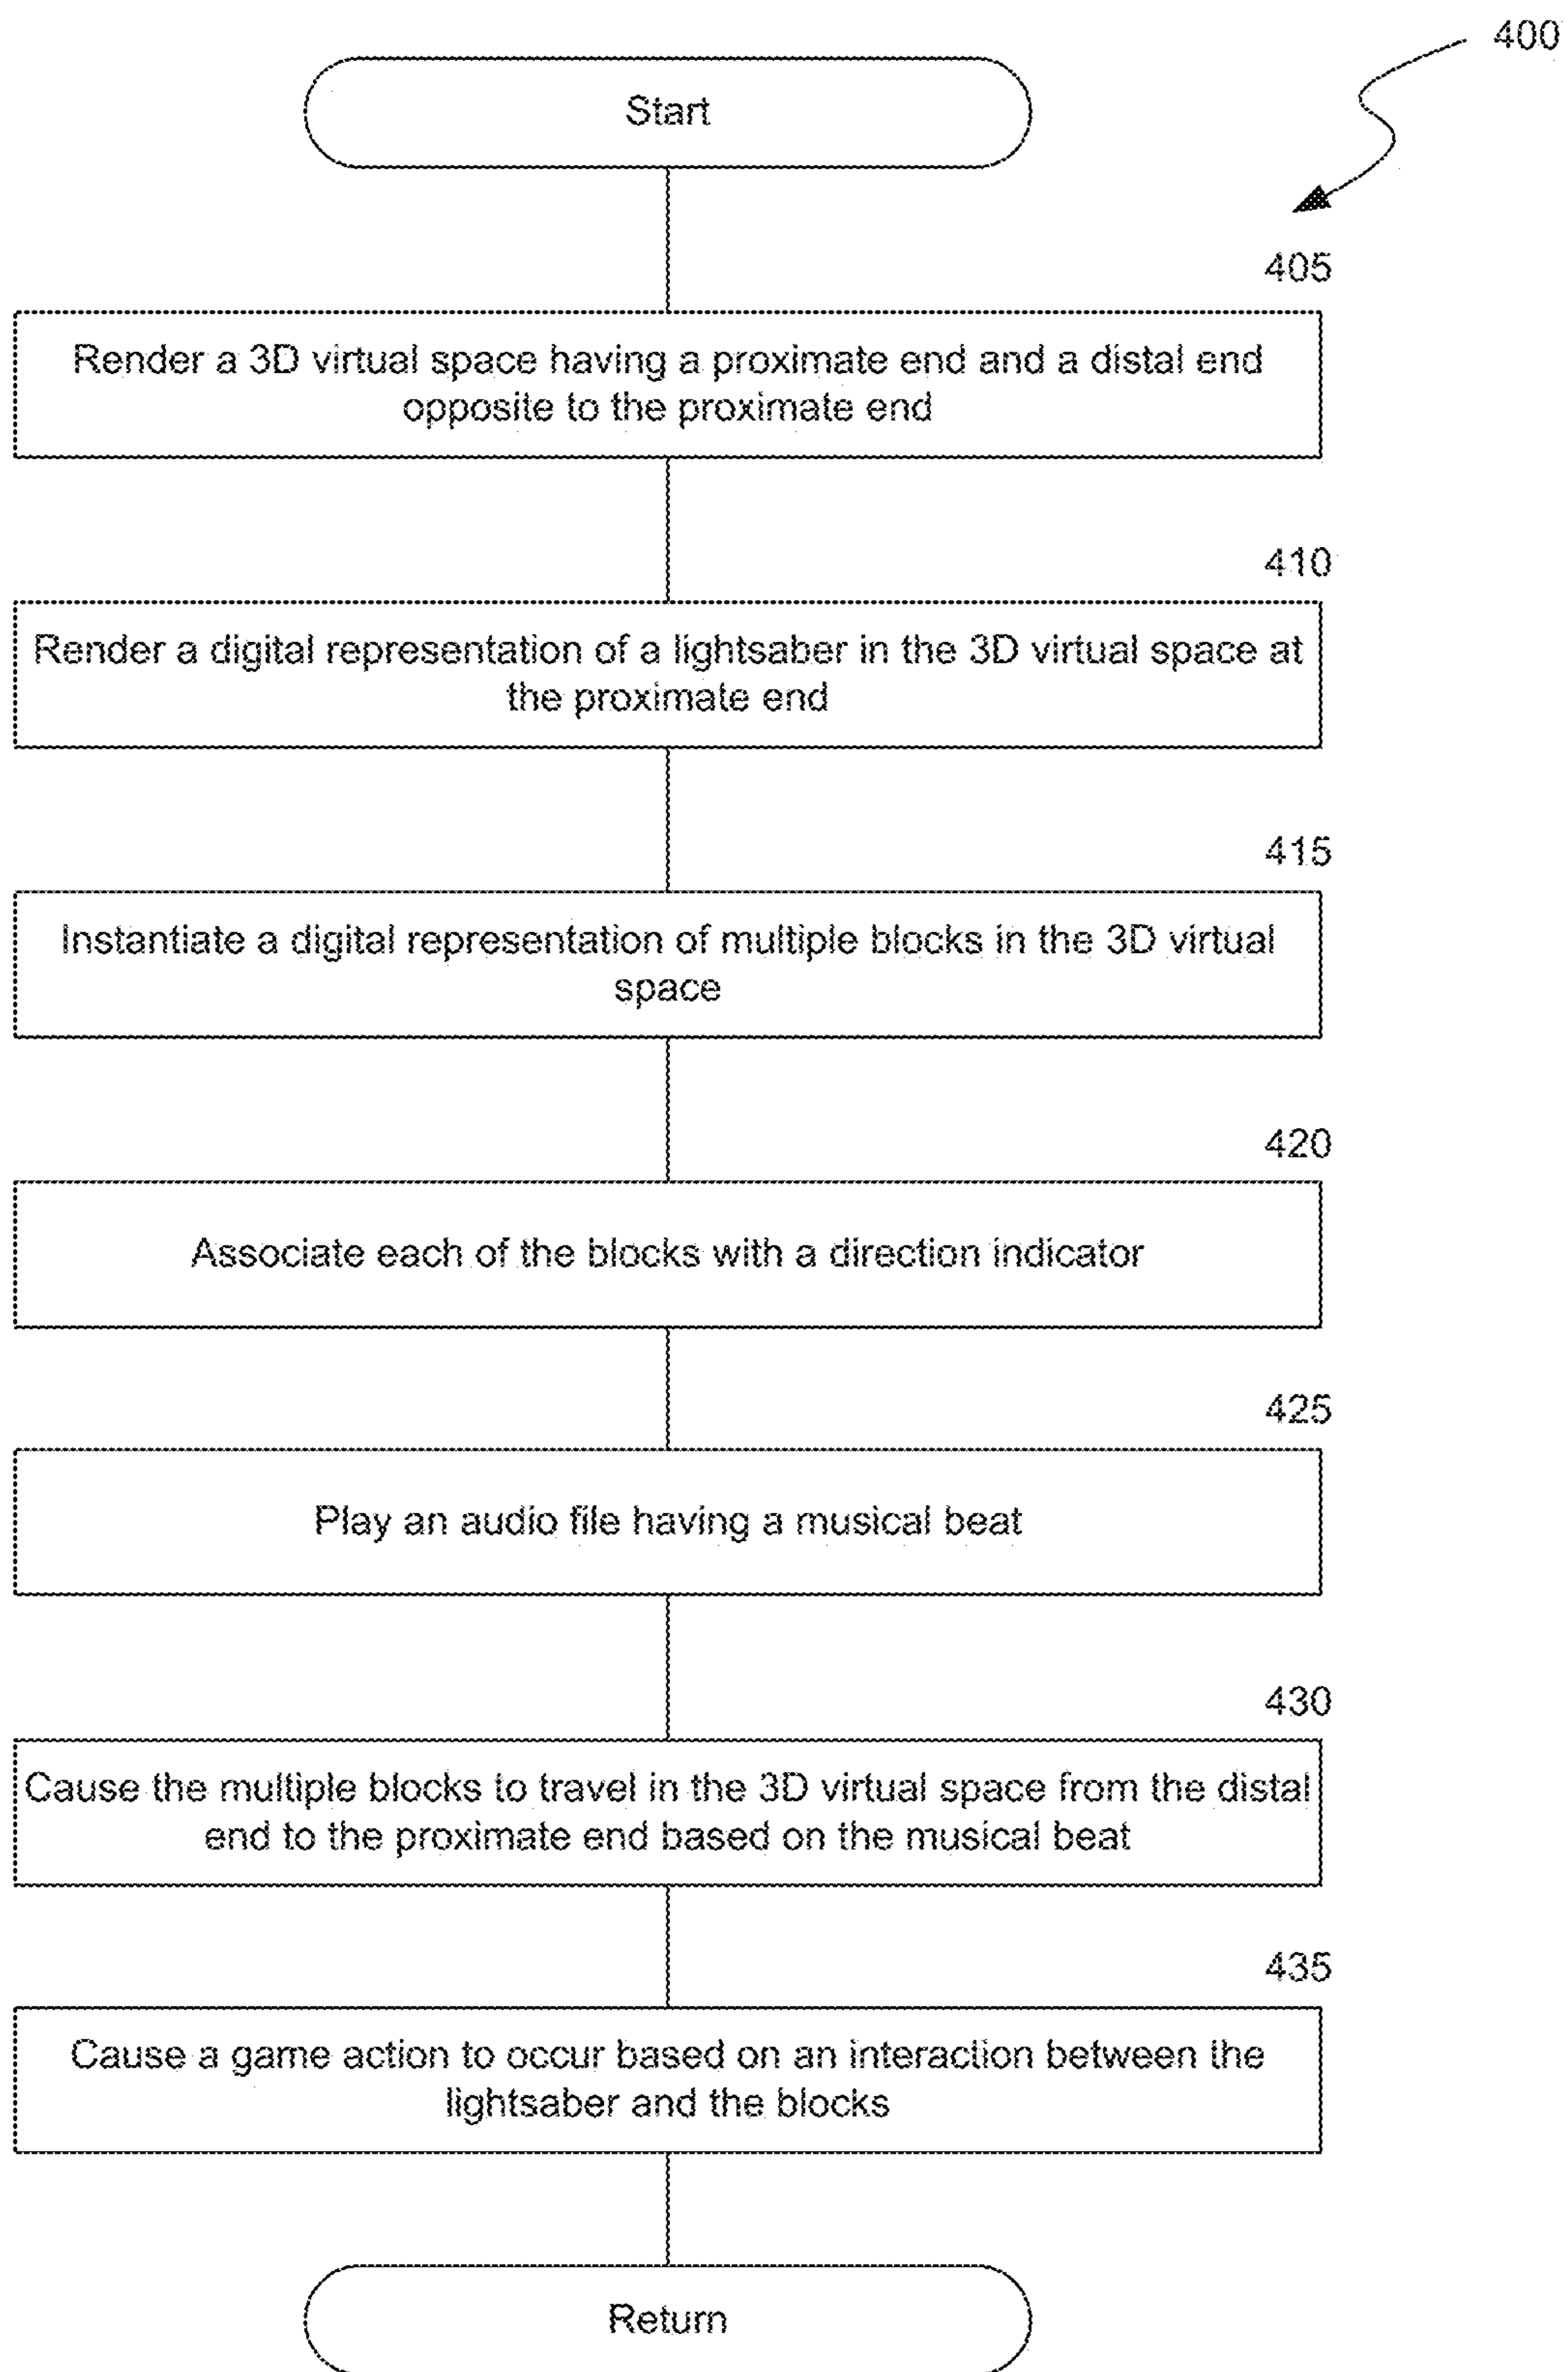 400
Start
405
Render a 3D virtual space having a proximate end and a distal end
opposite to the proximate end
410
Render a digital representation of a lightsaber in the 3D virtual space at
the proximate end
415
Instantiate a digital representation of multiple blocks in the 3D virtual
space
420
Associate each of the blocks with a direction indicator
425
Play an audio file having a musical beat
430
Cause the multiple blocks to travel in the 3D virtual space from the distal
end to the proximate end based on the musical beat
435
Cause a game action to occur based on an interaction between the
lightsaber and the blocks
Return